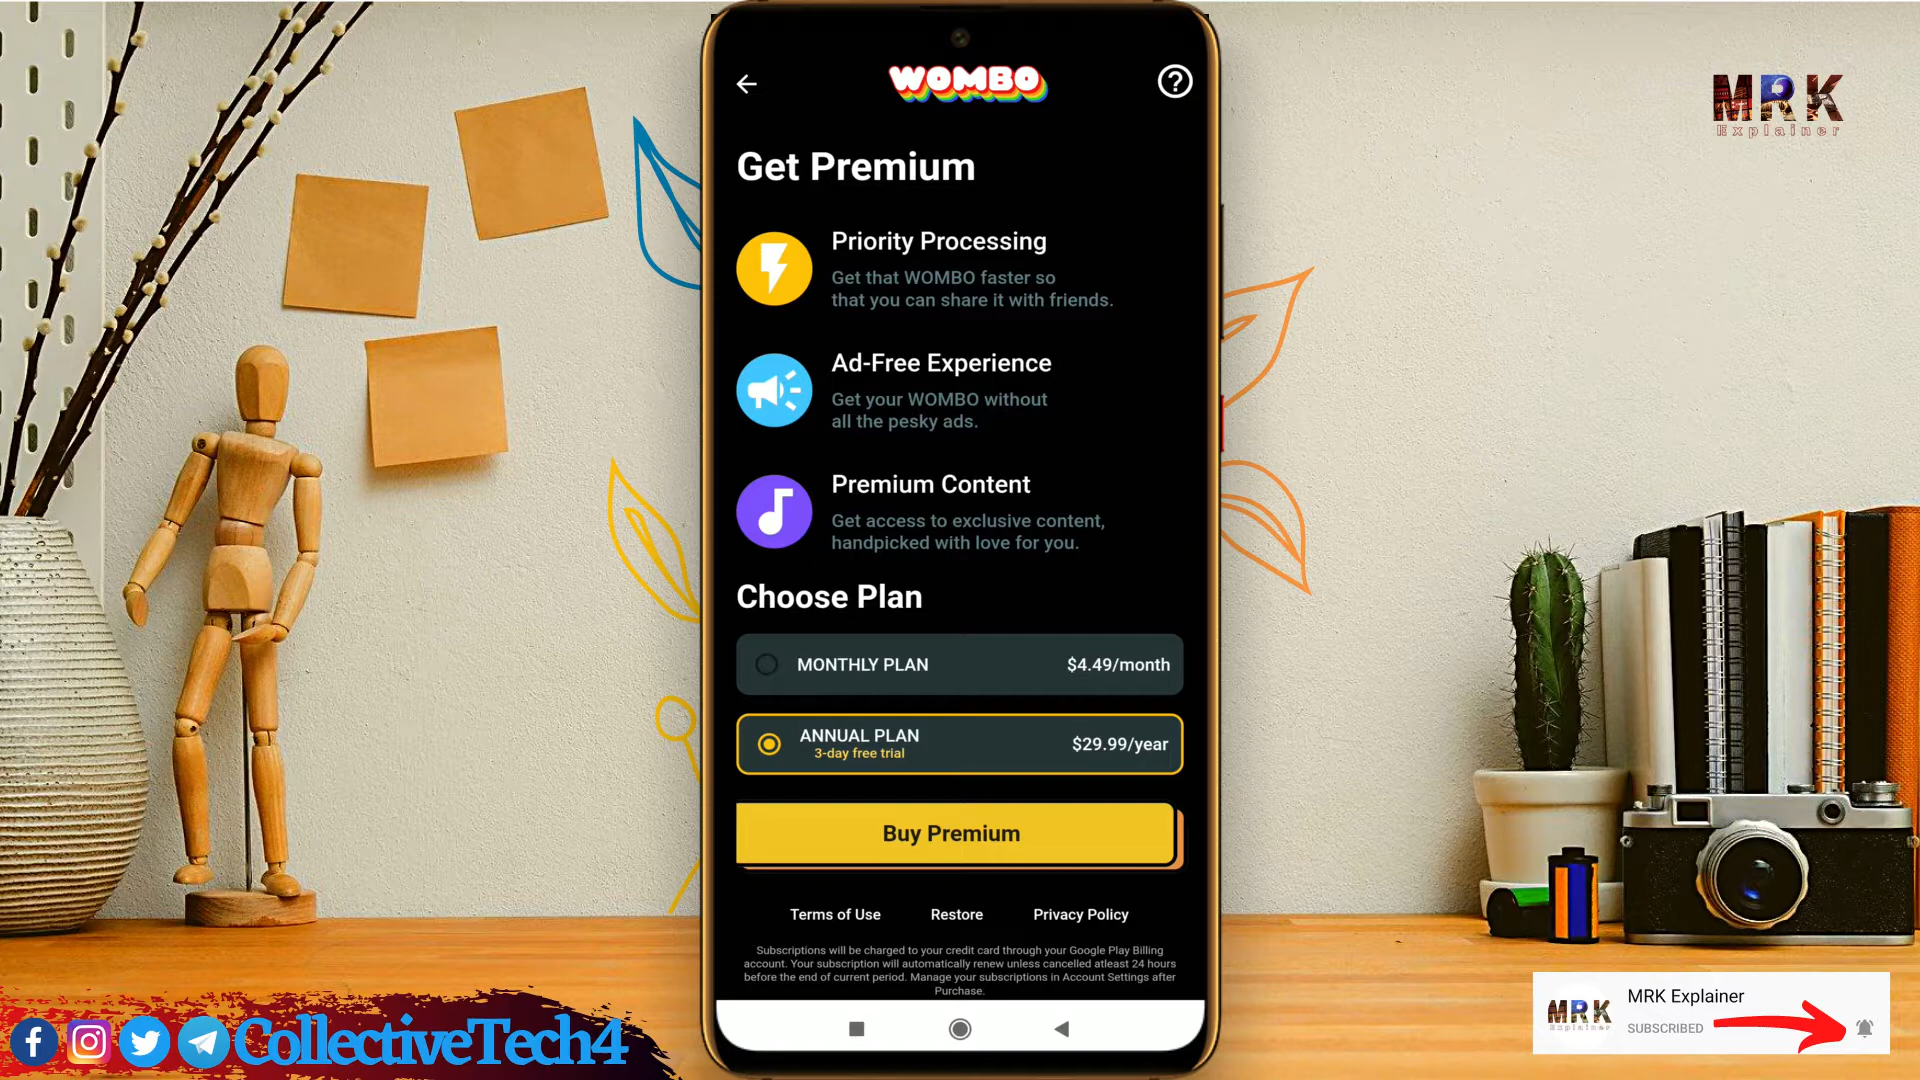 WOMBO
MRK
Explainer
Get Premium
Priority Processing
Get that WOMBO faster so
that you can share it with friends.
Ad-Free Experience
Get your WOMBO without
all the pesky ads.
Premium Content
Get access to exclusive content,
handpicked with love for you.
Choose Plan
MONTHLY PLAN $4.49/month
ANNUAL PLAN
3-day free trial
$29.99/year
Buy Premium
Terms of Use Restore Privacy Policy
Subscriptions will be charged to your credit card through your Google Play Billing
account. Your subscription will automatically renew unless cancelled atleast 24 hours
before the end of current period. Manage your subscriptions in Account Settings after
Purchase.
CollectiveTech4
MRK
Explainer
MRK Explainer
SUBSCRIBED